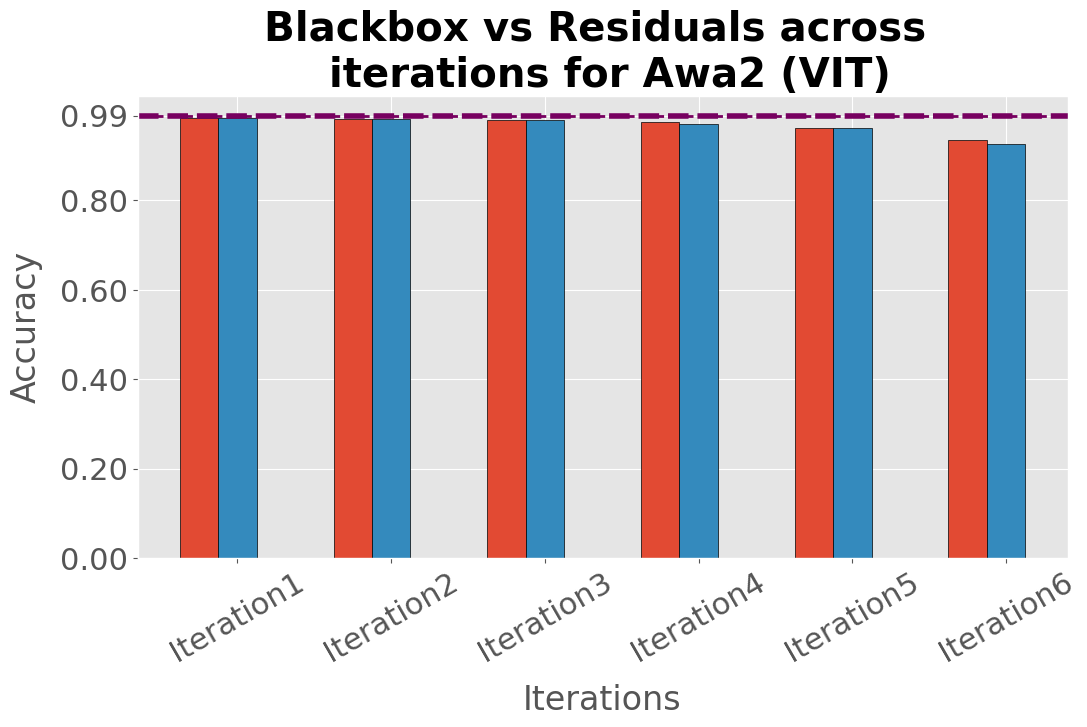 Blackbox vs Residuals across
iterations for Awa2 (VIT)
0.99
0.80
0.60
0.40
0.20
0.00
Accuracy
Iteration1
Iteration2
Iteration3
Iteration4
Iteration5
Iteration6
Iterations